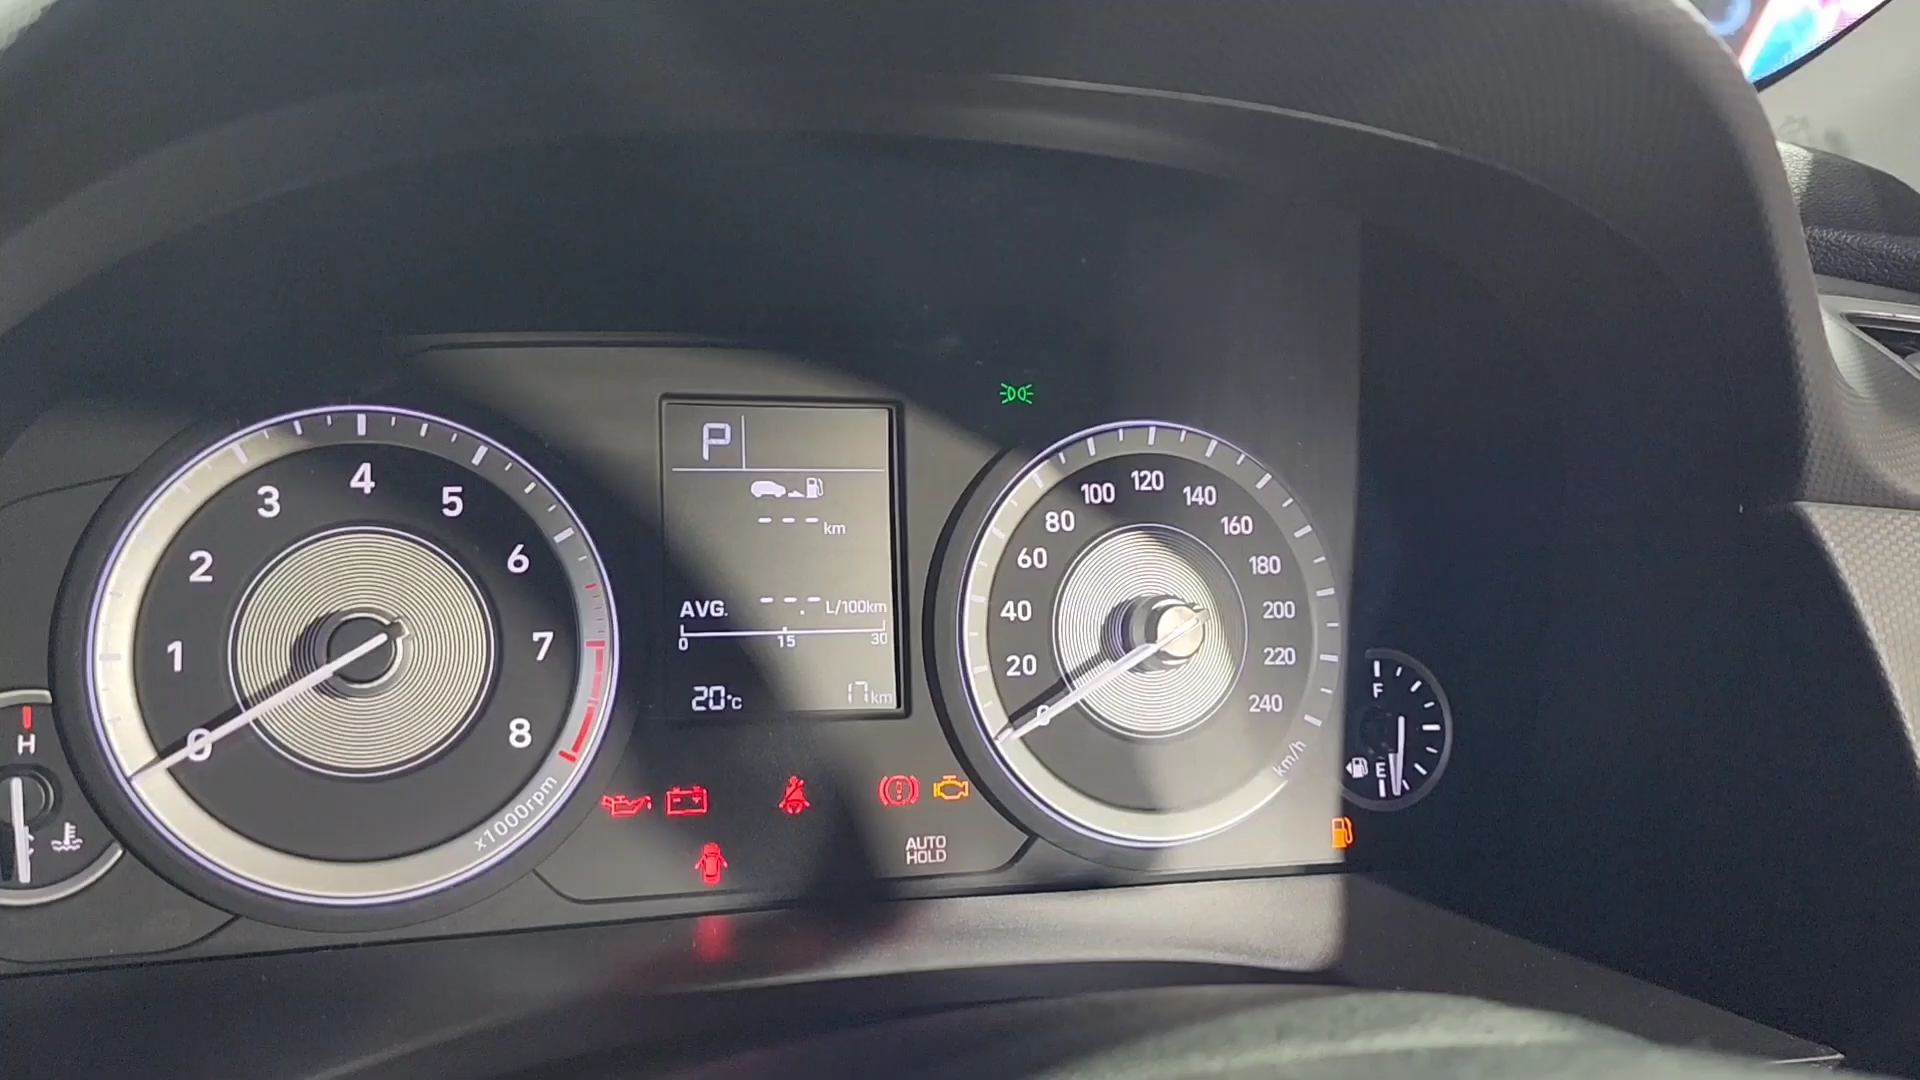 P
--- km
AVG. --.- L/100km
0 15 30
20°C 17km
0 1 2 3 4 5 6 7 8
x1000rpm
0 20 40 60 80 100 120 140 160 180 200 220 240
km/h
H
C
F
E
AUTO
HOLD